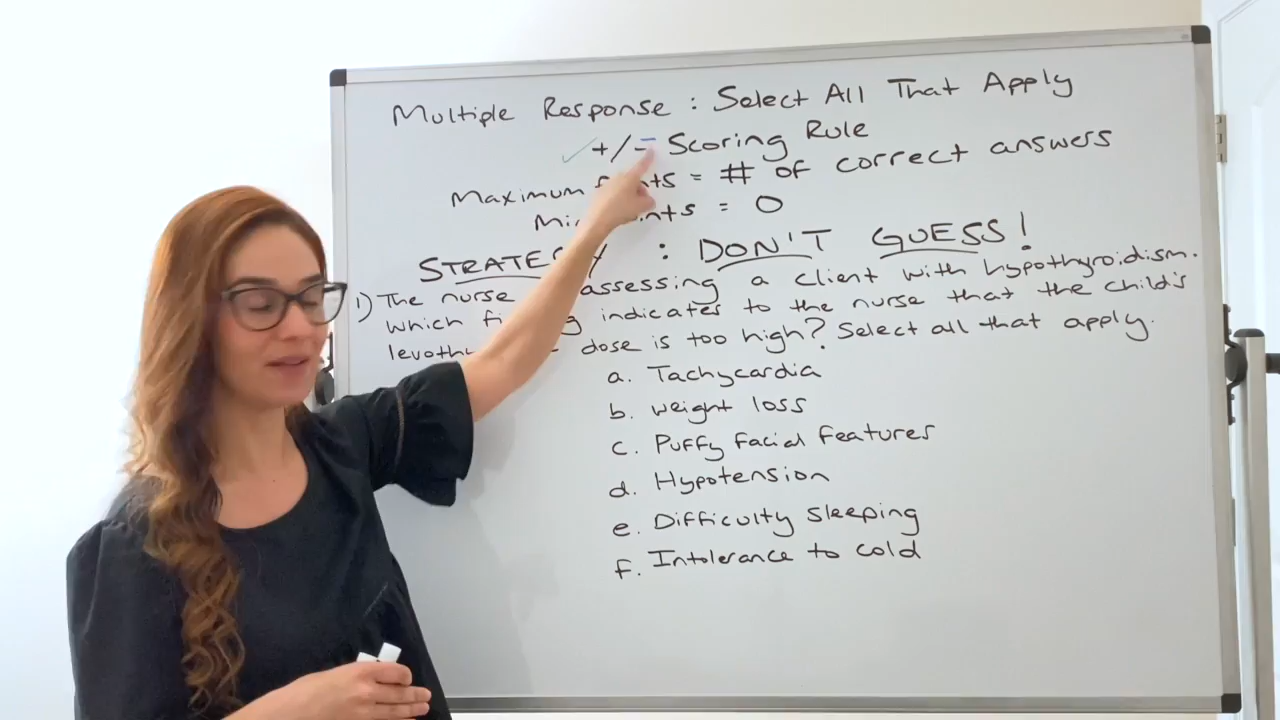 Multiple Response : Select All That Apply
✓ +/- Scoring Rule
Maximum = # of correct answers
= 0
: DON'T GUESS!
1) The nurse assessing a client with hypothyroidism.
which indicates to the nurse that the child's
dose is too high? Select all that apply.
a. Tachycardia
b. weight loss
c. Puffy facial features
d. Hypotension
e. Difficulty sleeping
f. Intolerance to cold